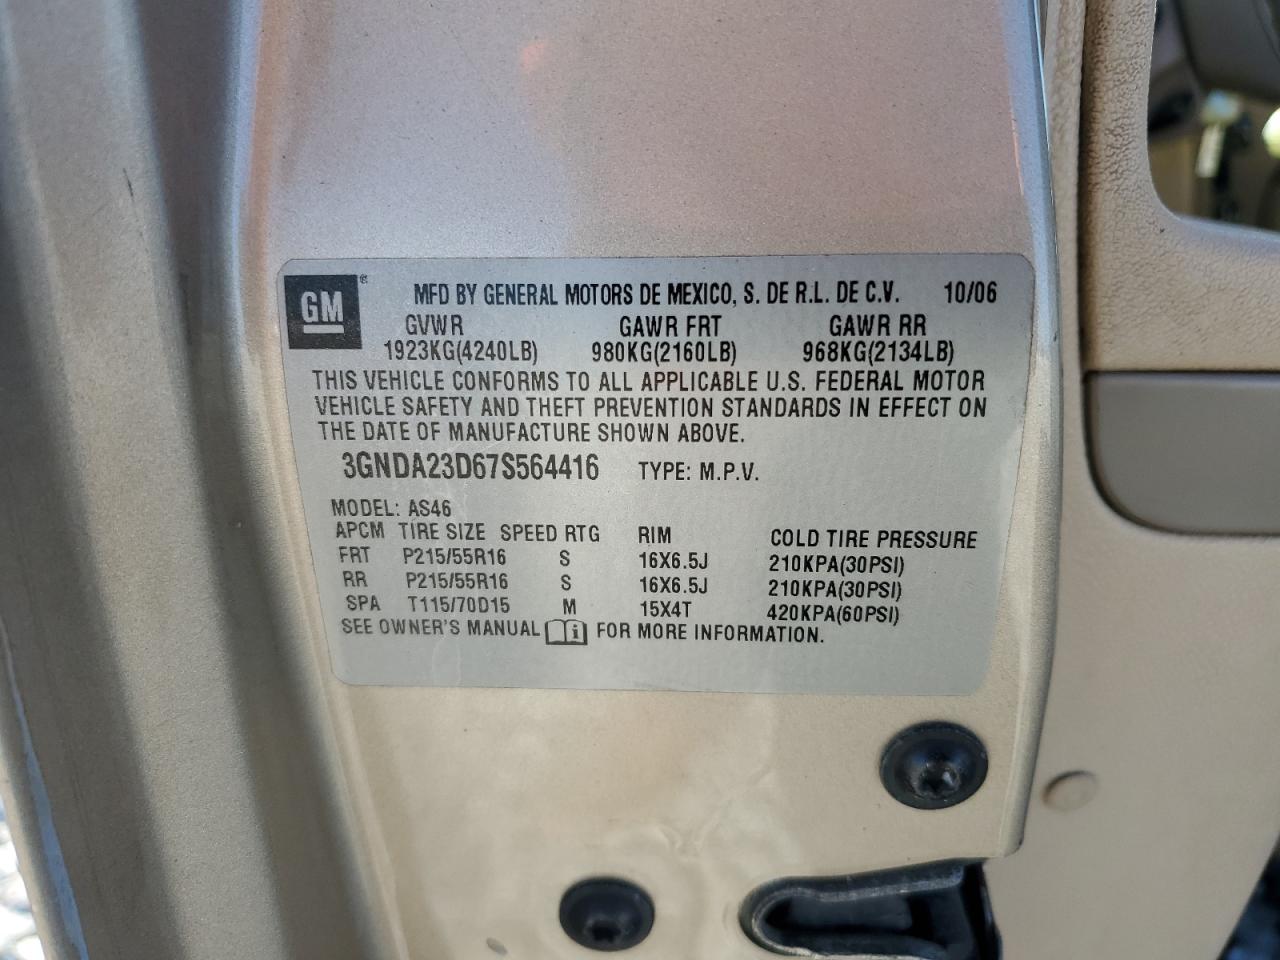 GM® MFD BY GENERAL MOTORS DE MEXICO, S. DE R.L. DE C.V. 10/06
GVWR GAWR FRT GAWR RR
1923KG(4240LB) 980KG(2160LB) 968KG(2134LB)
THIS VEHICLE CONFORMS TO ALL APPLICABLE U.S. FEDERAL MOTOR
VEHICLE SAFETY AND THEFT PREVENTION STANDARDS IN EFFECT ON
THE DATE OF MANUFACTURE SHOWN ABOVE.
3GNDA23D67S564416 TYPE: M.P.V.
MODEL: AS46
APCM TIRE SIZE SPEED RTG RIM COLD TIRE PRESSURE
FRT P215/55R16 S 16X6.5J 210KPA(30PSI)
RR P215/55R16 S 16X6.5J 210KPA(30PSI)
SPA T115/70D15 M 15X4T 420KPA(60PSI)
SEE OWNER'S MANUAL i FOR MORE INFORMATION.